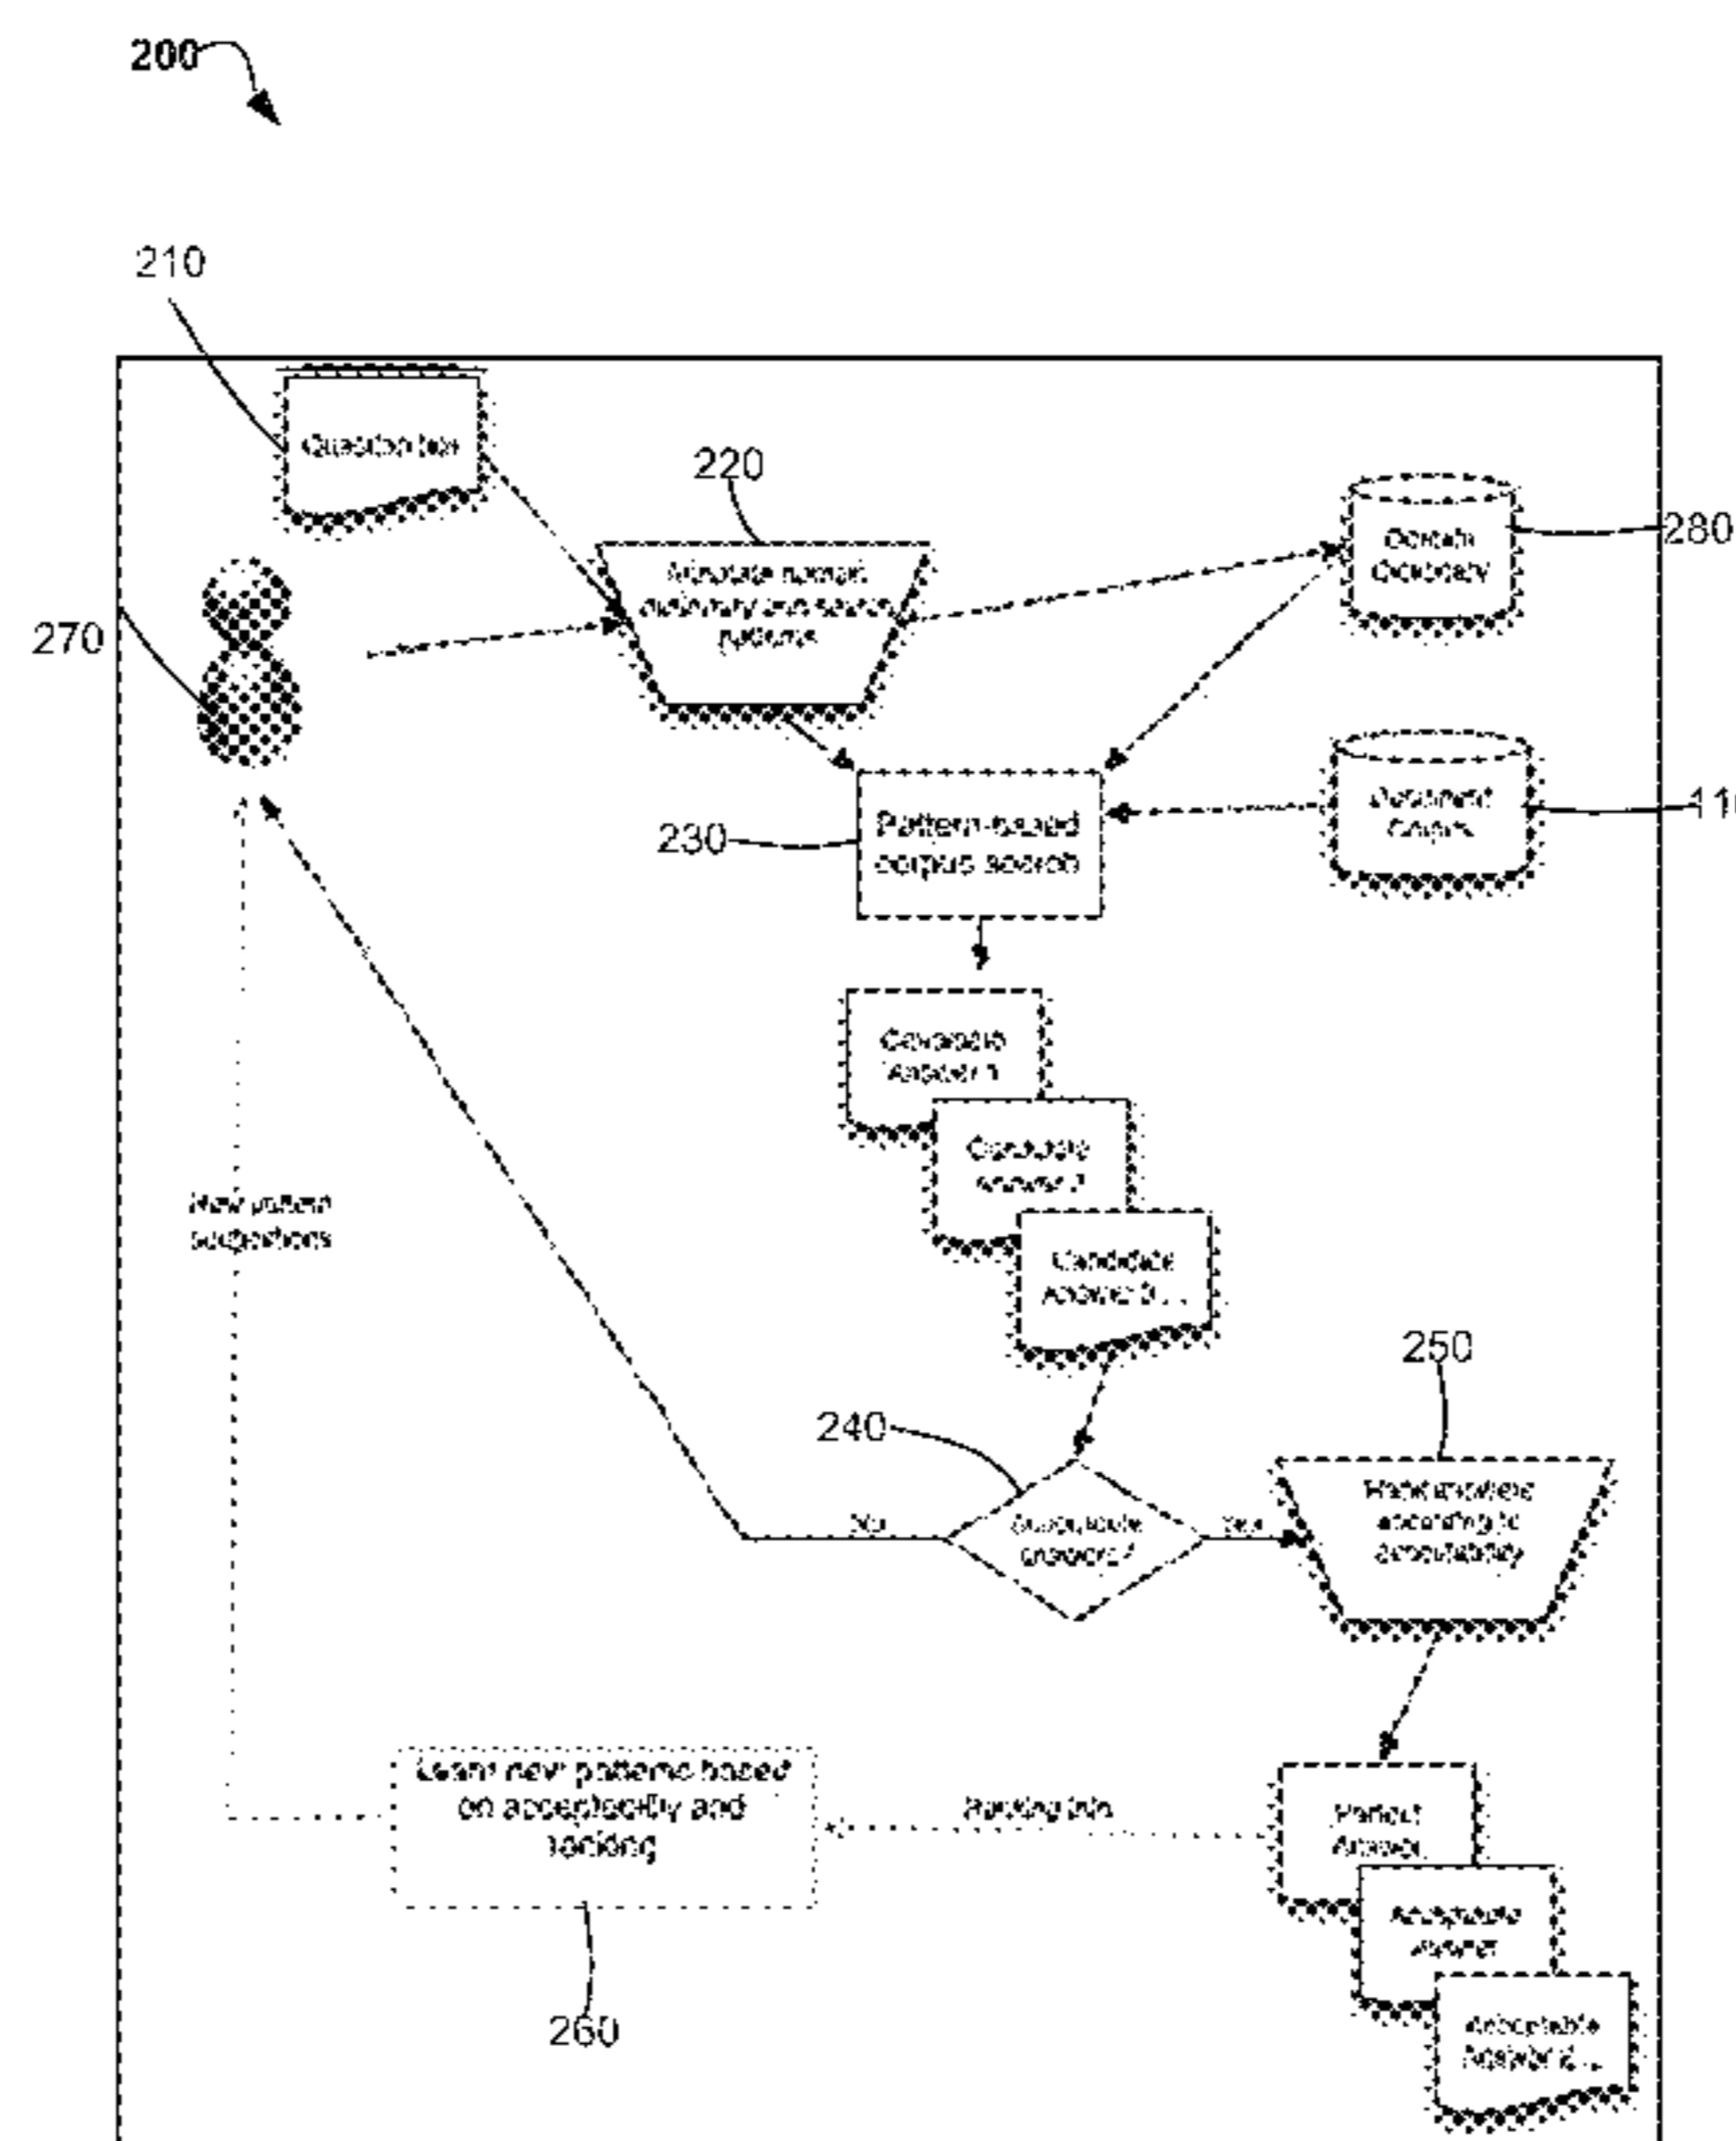 200
210
Question
220
280
Domain
Dictionary
270
Annotate
dictionary and search
patterns
Document
Corpus
230
Pattern-based
corpus search
Candidate
Answer 1
Candidate
Answer 2
New pattern
suggestions
Candidate
Answer 3...
250
240
No
Acceptable
answers?
Yes
Rank answers
according to
acceptability
Learn new patterns based
on acceptability and
ranking
Ranking info
Perfect
Answer
Acceptable
Answer
260
Acceptable
Answer 2...